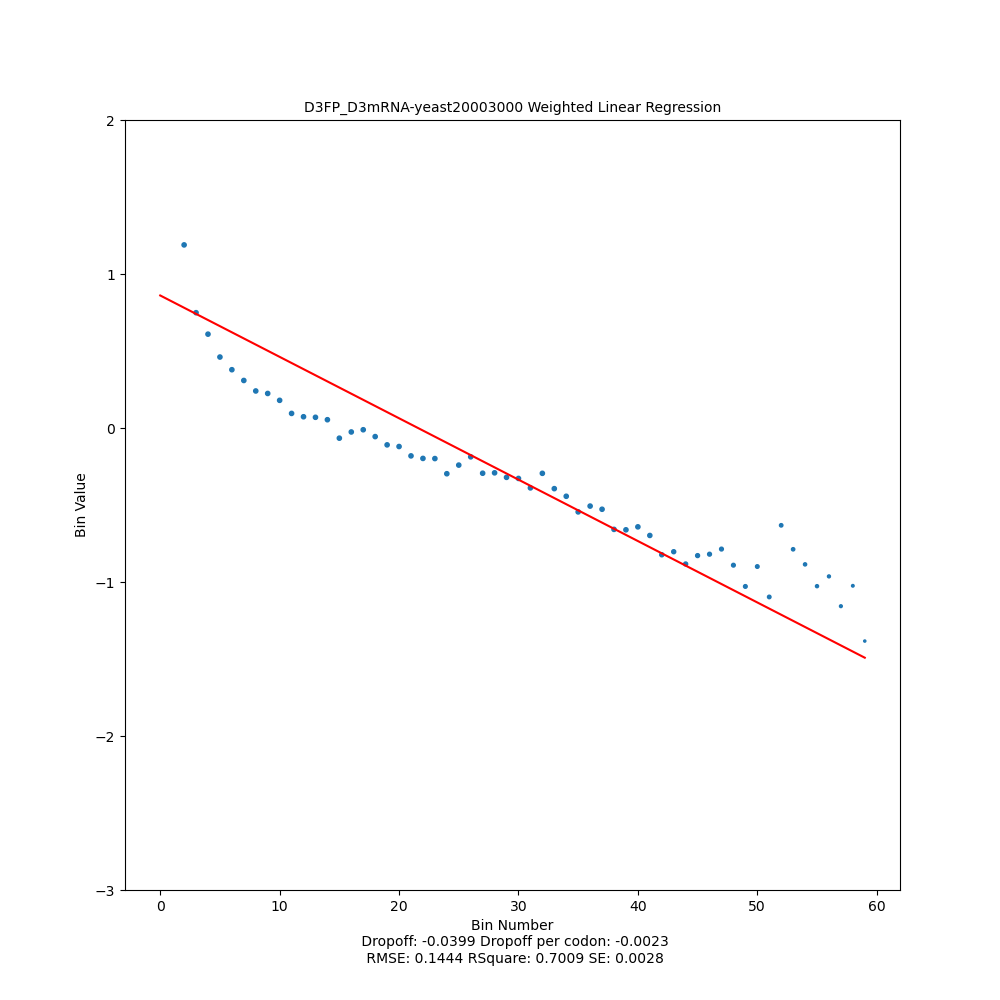 D3FP_D3mRNA-yeast20003000 Weighted Linear Regression
2
1
0
−1
−2
−3
Bin Value
0 10 20 30 40 50 60
Bin Number
Dropoff: -0.0399 Dropoff per codon: -0.0023
RMSE: 0.1444 RSquare: 0.7009 SE: 0.0028